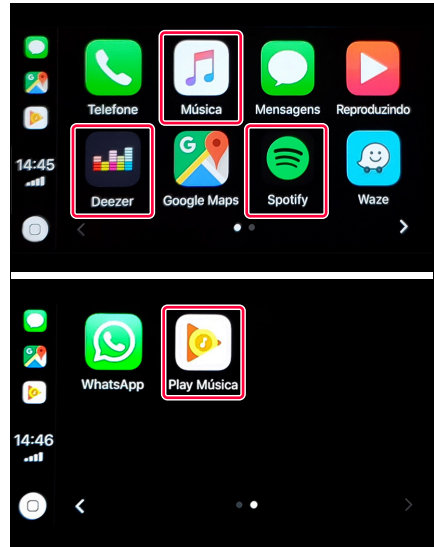 Telefone
Música
Mensagens
Reproduzindo
14:45
Deezer
G
Google Maps
Spotify
Waze
14:46
WhatsApp
Play Música